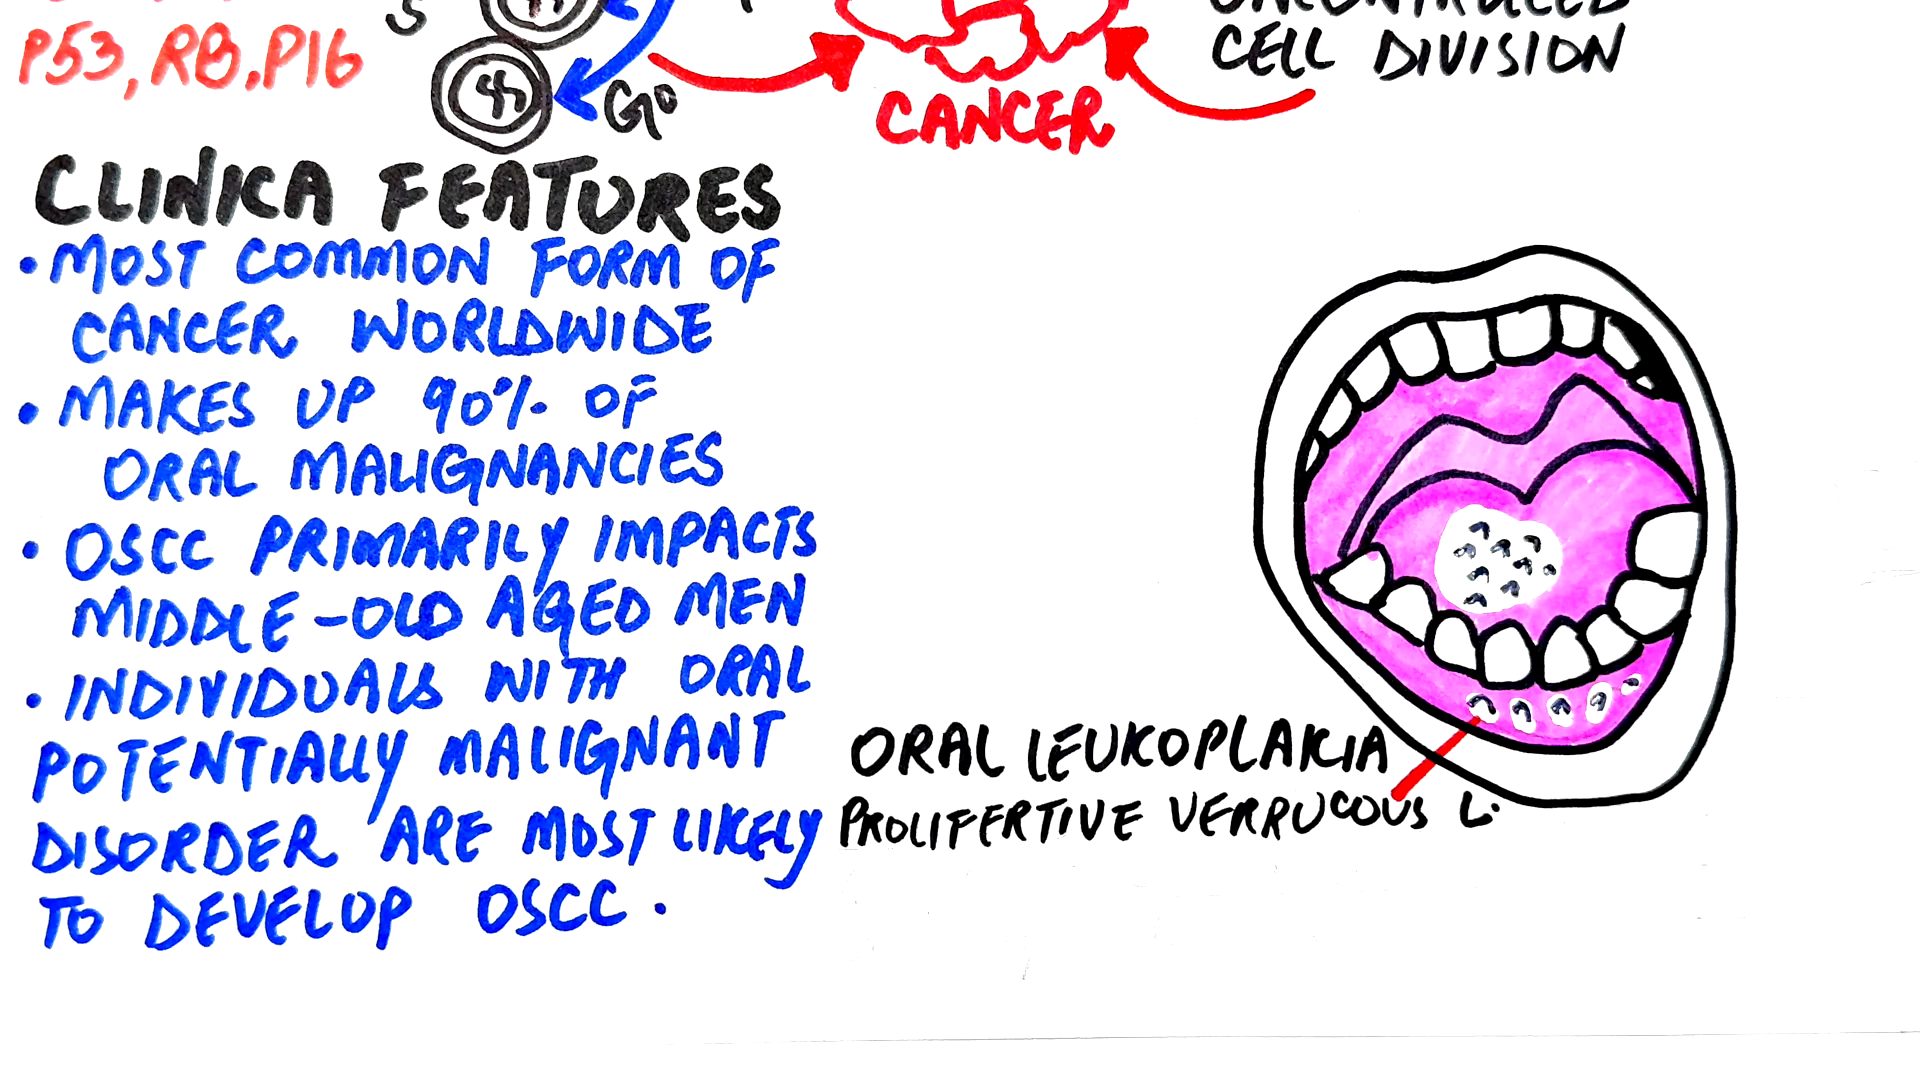 S
UNCONTROLLED
P53, RB, P16
CELL DIVISION
G0
CANCER
CLINICA FEATURES
• MOST COMMON FORM OF
CANCER WORLDWIDE
• MAKES UP 90% OF
ORAL MALIGNANCIES
• OSCC PRIMARILY IMPACTS
MIDDLE-OLD AGED MEN
• INDIVIDUALS WITH ORAL
POTENTIALLY MALIGNANT
DISORDER ARE MOST LIKELY
TO DEVELOP OSCC.
ORAL LEUKOPLAKIA
PROLIFERTIVE VERRUCOUS L.